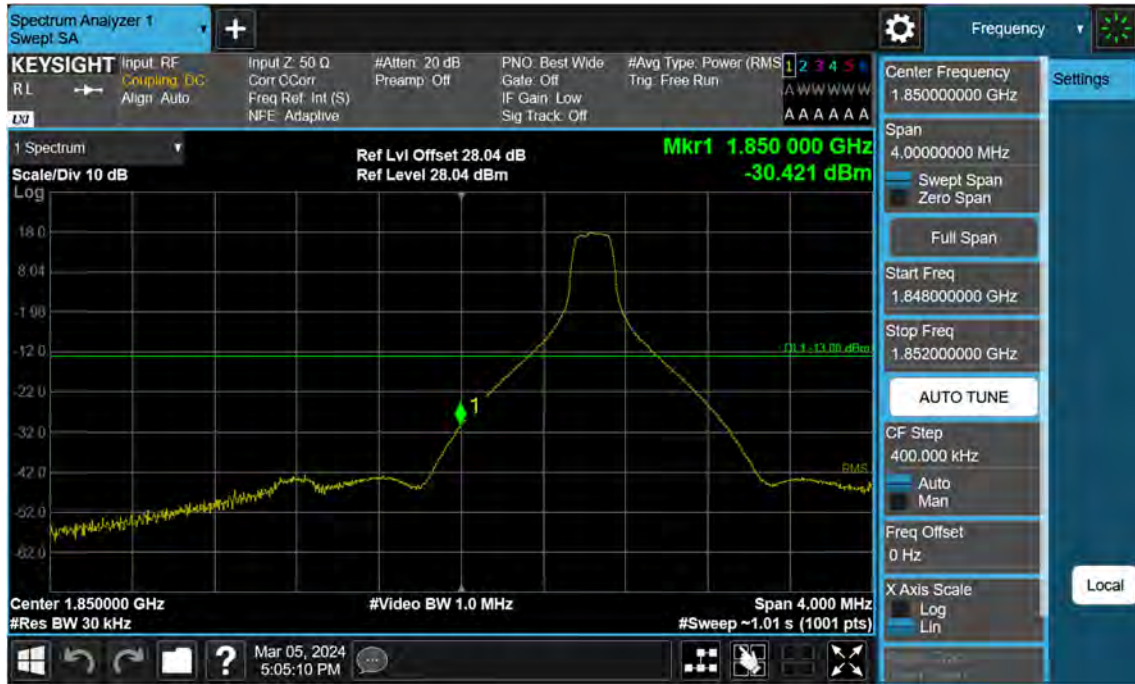 Spectrum Analyzer 1
Swept SA
+
Frequency
KEYSIGHT
RL
LXI
Input: RF
Coupling: DC
Align: Auto
Input Z: 50 Ω
Corr CCorr
Freq Ref: Int (S)
NFE: Adaptive
#Atten: 20 dB
Preamp: Off
PNO: Best Wide
Gate: Off
IF Gain: Low
Sig Track: Off
#Avg Type: Power (RMS
Trig: Free Run
1 2 3 4 5 6
A W W W W W
A A A A A A
1 Spectrum
Scale/Div 10 dB
Log
Ref Lvl Offset 28.04 dB
Ref Level 28.04 dBm
Mkr1 1.850 000 GHz
-30.421 dBm
18.0
8.04
-1.96
-12.0
-22.0
-32.0
-42.0
-52.0
-62.0
DL1 -13.00 dBm
1
RMS
Center 1.850000 GHz
#Res BW 30 kHz
#Video BW 1.0 MHz
Span 4.000 MHz
#Sweep ~1.01 s (1001 pts)
Center Frequency
1.850000000 GHz
Settings
Span
4.00000000 MHz
Swept Span
Zero Span
Full Span
Start Freq
1.848000000 GHz
Stop Freq
1.852000000 GHz
AUTO TUNE
CF Step
400.000 kHz
Auto
Man
Freq Offset
0 Hz
X Axis Scale
Log
Lin
Local
?
Mar 05, 2024
5:05:10 PM